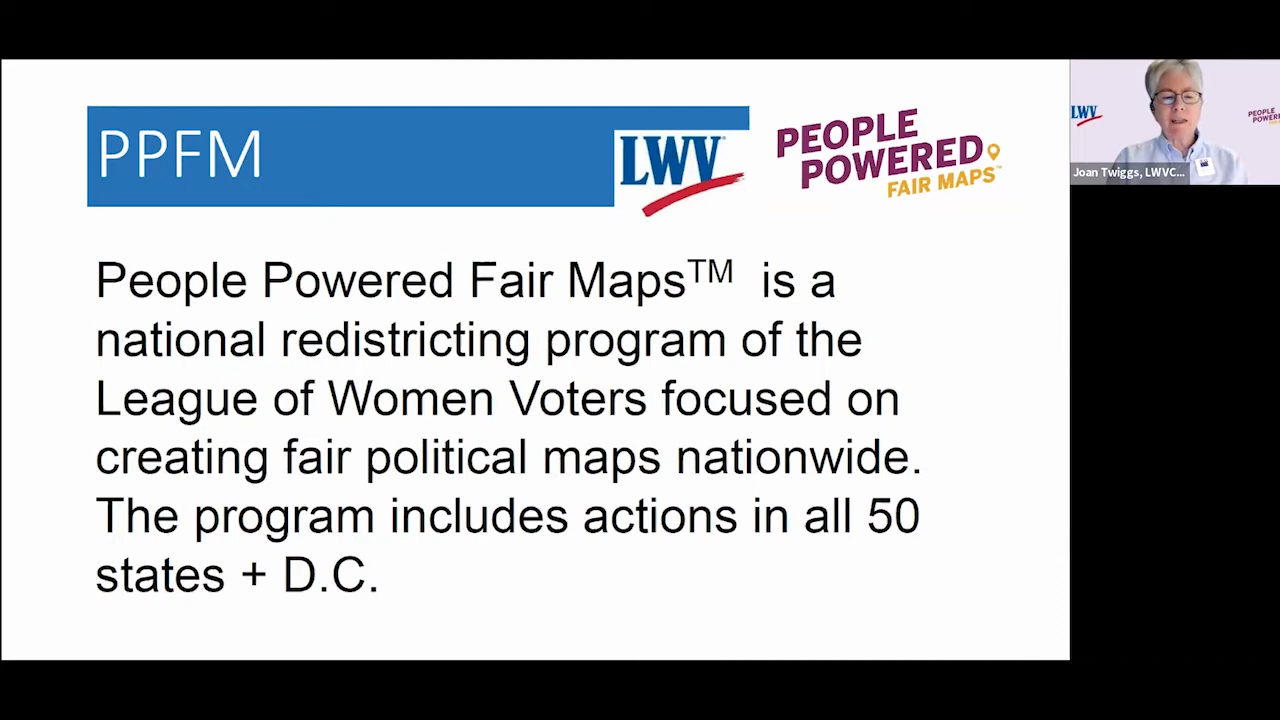 PPFM
LWV
PEOPLE
POWERED
FAIR MAPS™
People Powered Fair Maps™ is a
national redistricting program of the
League of Women Voters focused on
creating fair political maps nationwide.
The program includes actions in all 50
states + D.C.
LWV
PEOPLE
Joan Twiggs, LWVC...